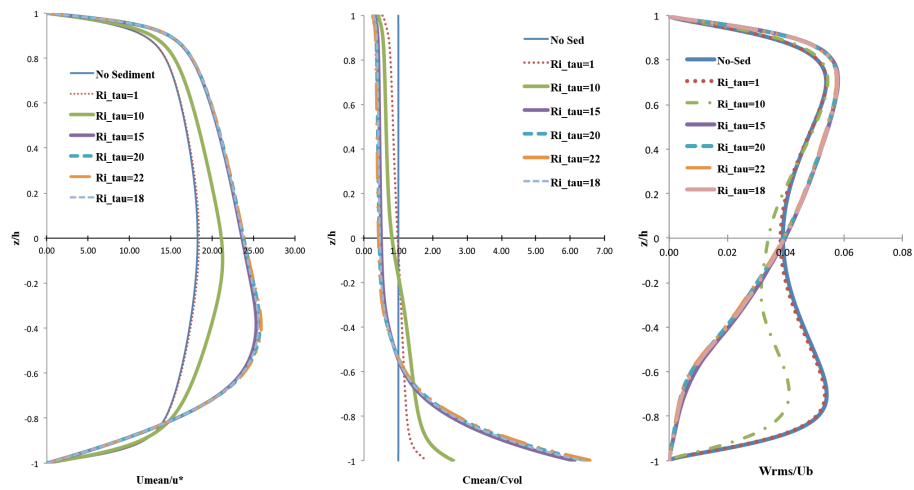 1
0.8
0.6
0.4
0.2
0
-0.2
-0.4
-0.6
-0.8
-1
0.00 5.00 10.00 15.00 20.00 25.00 30.00
z/h
No Sediment
Ri_tau=1
Ri_tau=10
Ri_tau=15
Ri_tau=20
Ri_tau=22
Ri_tau=18
Umean/u*
1
0.8
0.6
0.4
0.2
0
-0.2
-0.4
-0.6
-0.8
-1
0.00 1.00 2.00 3.00 4.00 5.00 6.00 7.00
z/h
No Sed
Ri_tau=1
Ri_tau=10
Ri_tau=15
Ri_tau=20
Ri_tau=22
Ri_tau=18
Cmean/Cvol
1
0.8
0.6
0.4
0.2
0
-0.2
-0.4
-0.6
-0.8
-1
0.00 0.02 0.04 0.06 0.08
z/h
No-Sed
Ri_tau=1
Ri_tau=10
Ri_tau=15
Ri_tau=20
Ri_tau=22
Ri_tau=18
Wrms/Ub